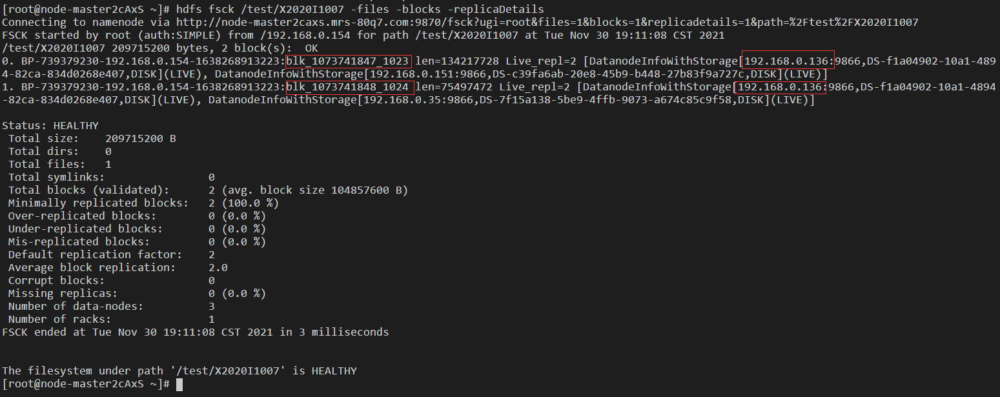 [root@node-master2cAxS ~]# hdfs fsck /test/X2020I1007 -files -blocks -replicaDetails
Connecting to namenode via http://node-master2caxs.mrs-80q7.com:9870/fsck?ugi=root&files=1&blocks=1&replicadetails=1&path=%2Ftest%2FX2020I1007
FSCK started by root (auth:SIMPLE) from /192.168.0.154 for path /test/X2020I1007 at Tue Nov 30 19:11:08 CST 2021
/test/X2020I1007 209715200 bytes, 2 block(s):  OK
0. BP-739379230-192.168.0.154-1638268913223:blk_1073741847_1023 len=134217728 Live_repl=2 [DatanodeInfoWithStorage[192.168.0.136:9866,DS-f1a04902-10a1-489
4-82ca-834d0268e407,DISK](LIVE), DatanodeInfoWithStorage[192.168.0.151:9866,DS-c39fa6ab-20e8-45b9-b448-27b83f9a727c,DISK](LIVE)]
1. BP-739379230-192.168.0.154-1638268913223:blk_1073741848_1024 len=75497472 Live_repl=2 [DatanodeInfoWithStorage[192.168.0.136:9866,DS-f1a04902-10a1-4894
-82ca-834d0268e407,DISK](LIVE), DatanodeInfoWithStorage[192.168.0.35:9866,DS-7f15a138-5be9-4ffb-9073-a674c85c9f58,DISK](LIVE)]

Status: HEALTHY
 Total size:    209715200 B
 Total dirs:    0
 Total files:   1
 Total symlinks:                0
 Total blocks (validated):      2 (avg. block size 104857600 B)
 Minimally replicated blocks:   2 (100.0 %)
 Over-replicated blocks:        0 (0.0 %)
 Under-replicated blocks:       0 (0.0 %)
 Mis-replicated blocks:         0 (0.0 %)
 Default replication factor:    2
 Average block replication:     2.0
 Corrupt blocks:                0
 Missing replicas:              0 (0.0 %)
 Number of data-nodes:          3
 Number of racks:               1
FSCK ended at Tue Nov 30 19:11:08 CST 2021 in 3 milliseconds

The filesystem under path '/test/X2020I1007' is HEALTHY
[root@node-master2cAxS ~]#